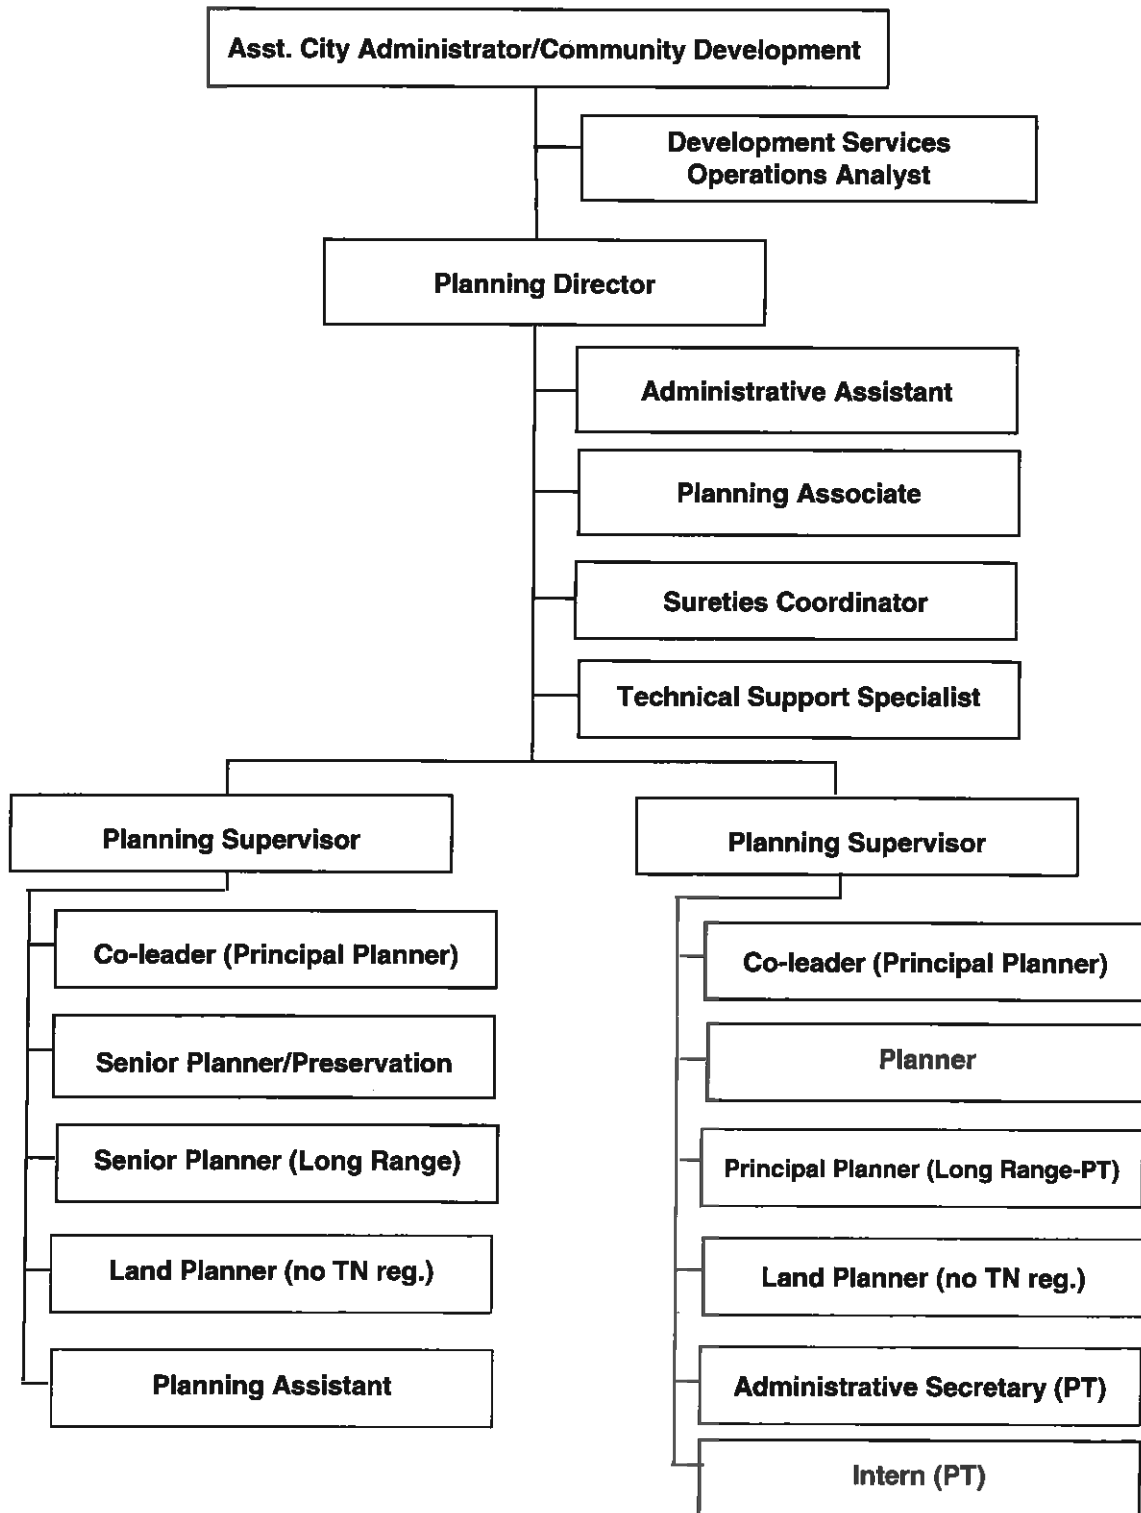 Asst. City Administrator/Community Development
Development Services
Operations Analyst
Planning Director
Administrative Assistant
Planning Associate
Sureties Coordinator
Technical Support Specialist
Planning Supervisor
Co-leader (Principal Planner)
Senior Planner/Preservation
Senior Planner (Long Range)
Land Planner (no TN reg.)
Planning Assistant
Planning Supervisor
Co-leader (Principal Planner)
Planner
Principal Planner (Long Range-PT)
Land Planner (no TN reg.)
Administrative Secretary (PT)
Intern (PT)